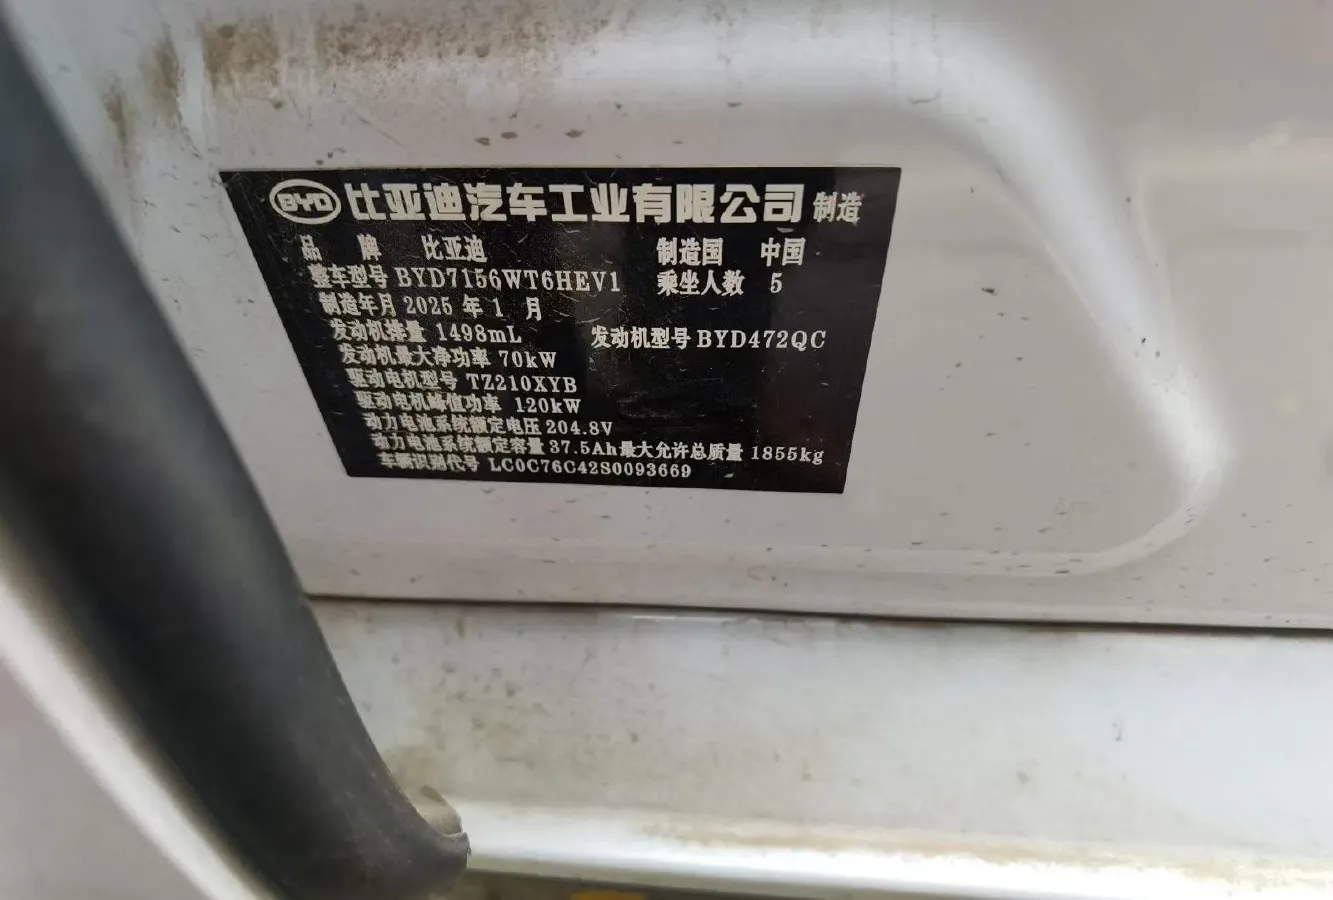 BYD 比亚迪汽车工业有限公司 制造
品 牌 比亚迪 制造国 中国
整车型号 BYD7156WT6HEV1 乘坐人数 5
制造年月 2025 年 1 月
发动机排量 1498mL 发动机型号 BYD472QC
发动机最大净功率 70kW
驱动电机型号 TZ210XYB
驱动电机峰值功率 120kW
动力电池系统额定电压 204.8V
动力电池系统额定容量 37.5Ah 最大允许总质量 1855kg
车辆识别代号 LC0C76C42S0093669